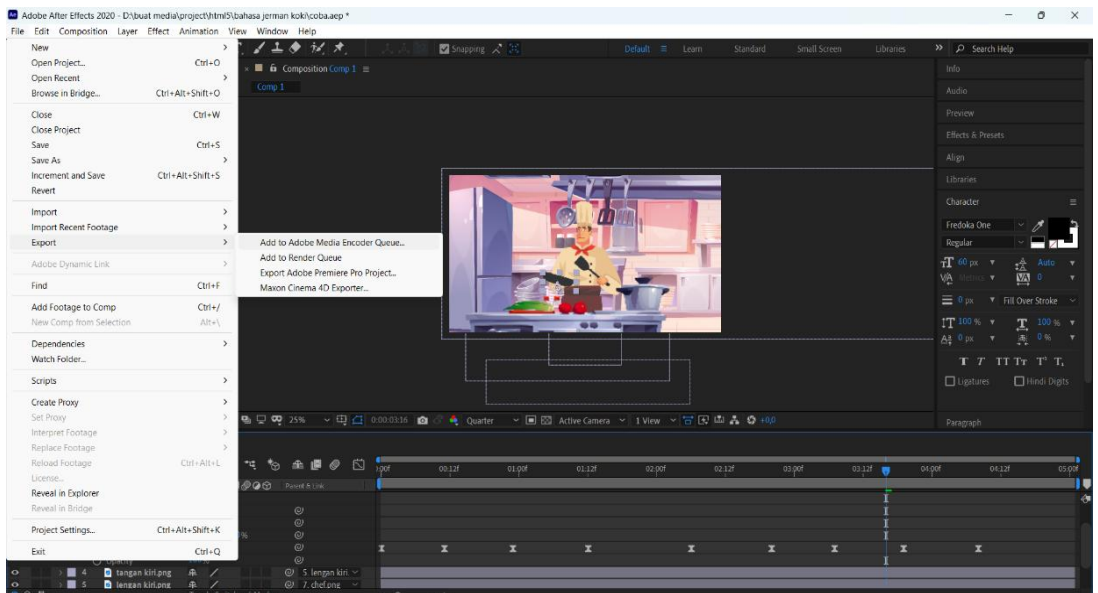 Adobe After Effects 2020 - D:\buat media\project\html5\bahasa jerman koki\coba.aep *
File Edit Composition Layer Effect Animation View Window Help
Snapping Default Learn Standard Small Screen Libraries Search Help
New
Open Project... Ctrl+O
Open Recent
Browse in Bridge... Ctrl+Alt+Shift+O
Close Ctrl+W
Close Project
Save Ctrl+S
Save As
Increment and Save Ctrl+Alt+Shift+S
Revert
Import
Import Recent Footage
Export
Adobe Dynamic Link
Find Ctrl+F
Add Footage to Comp Ctrl+/
New Comp from Selection Alt+\
Dependencies
Watch Folder...
Scripts
Create Proxy
Set Proxy
Interpret Footage
Replace Footage
Reload Footage Ctrl+Alt+L
License...
Reveal in Explorer
Reveal in Bridge
Project Settings... Ctrl+Alt+Shift+K
Exit Ctrl+Q
Add to Adobe Media Encoder Queue...
Add to Render Queue
Export Adobe Premiere Pro Project...
Maxon Cinema 4D Exporter...
Composition Comp 1
Comp 1
Info
Audio
Preview
Effects & Presets
Align
Libraries
Character
Fredoka One
Regular
60 px Auto
Metrics 0
0 px Fill Over Stroke
100 % 100 %
0 px 0 %
T T TT Tт T' T,
Ligatures Hindi Digits
Paragraph
25% 0:00:03:16 Quarter Active Camera 1 View +0,0
00:12f 01:00f 01:12f 02:00f 02:12f 03:00f 03:12f 04:00f 04:12f 05:00f
Parent & Link
Opacity
4 tangan kiri.png 5. lengan kiri
5 lengan kiri.png 7. chef.png